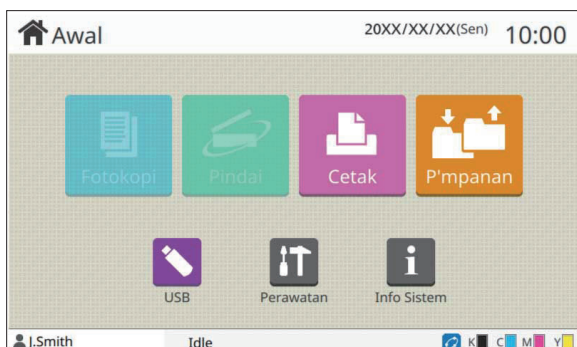 Awal
20XX/XX/XX(Sen) 10:00
Fotokopi Pindai Cetak P'mpanan
USB Perawatan Info Sistem
J.Smith Idle K C M Y